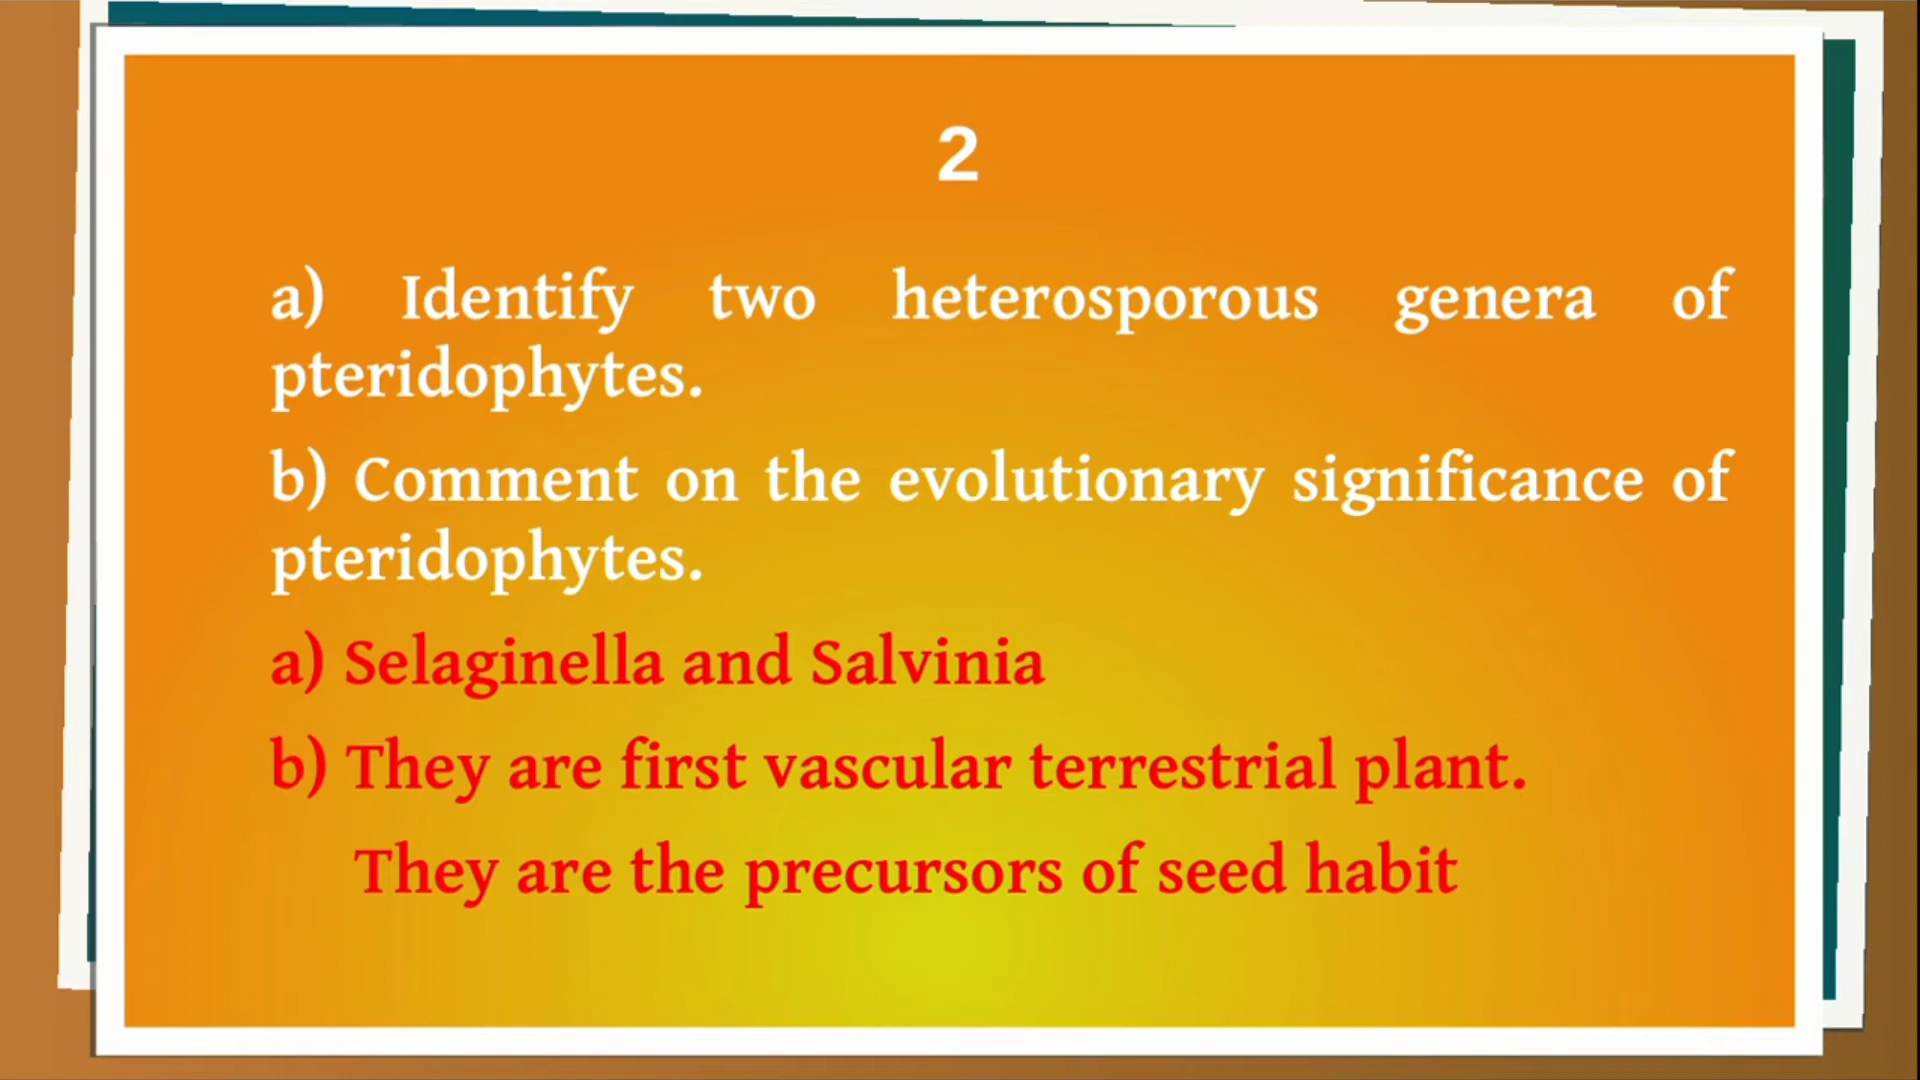 2
a) Identify two heterosporous genera of
pteridophytes.
b) Comment on the evolutionary significance of
pteridophytes.
a) Selaginella and Salvinia
b) They are first vascular terrestrial plant.
They are the precursors of seed habit